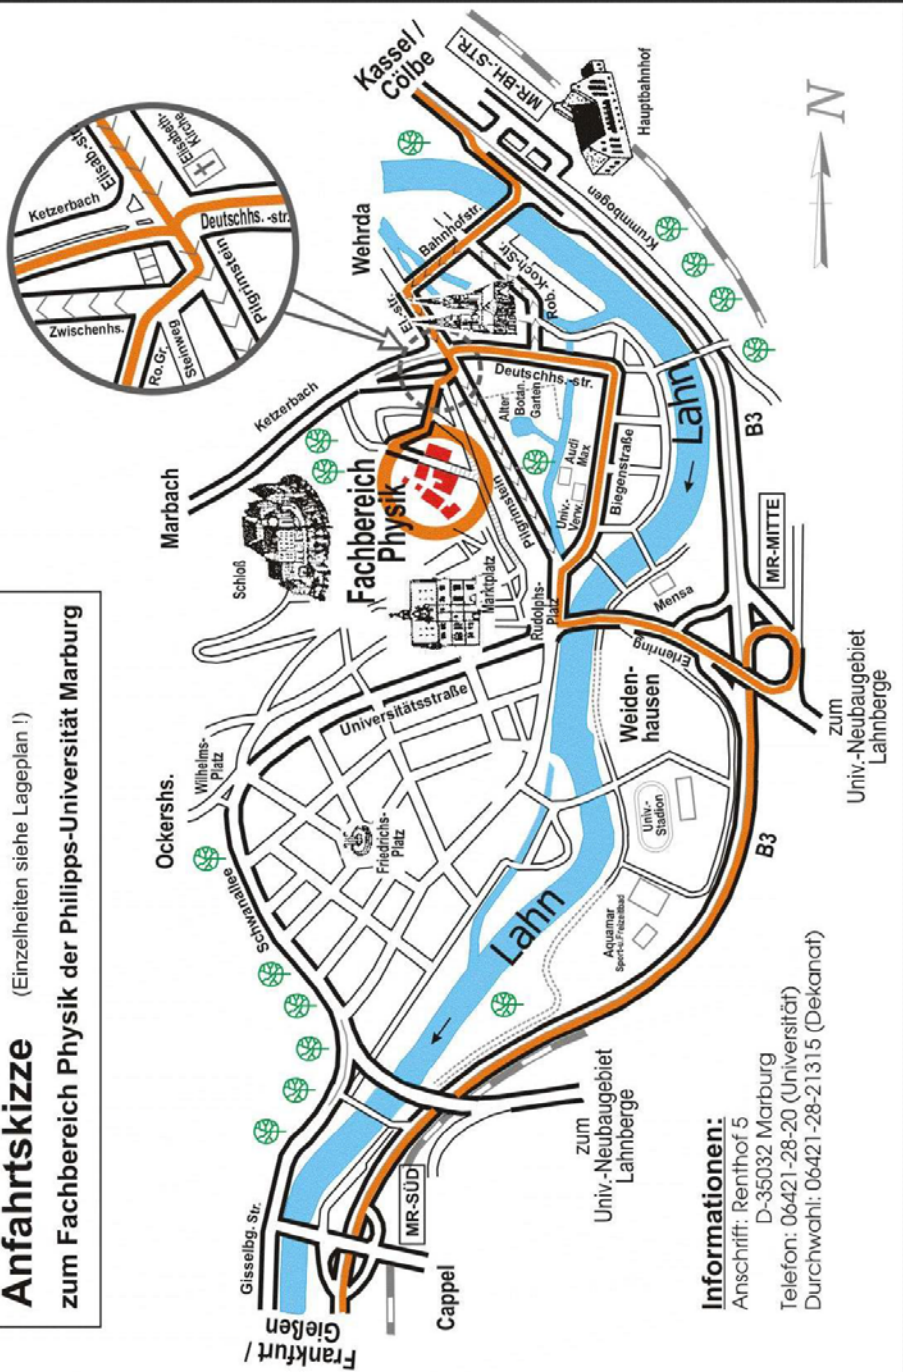 Anfahrtskizze (Einzelheiten siehe Lageplan !)
zum Fachbereich Physik der Philipps-Universität Marburg
Ketzerbach
Elisab.-str
Elisabeth-
Kirche
Deutschhs. -str.
Zwischenhs.
Ro.Gr.
Steinweg
Pilgrimstein
Kassel /
Cölbe
MR-BH.-STR.
Hauptbahnhof
N
Wehrda
Bahnhofstr.
El.-str.
Rob.-Koch-Str.
Krummbogen
Marbach
Ketzerbach
Deutschhs.-str.
Alter
Botan.
Garten
Audi
Max
Univ.-
Verw.
Biegenstraße
Lahn
B3
Schloß
Fachbereich
Physik
Pilgrimstein
Marktplatz
Rudolphs-
Platz
Mensa
MR-MITTE
Erlenring
Weiden-
hausen
zum
Univ.-Neubaugebiet
Lahnberge
Ockershs.
Wilhelms-
Platz
Universitätsstraße
Friedrichs-
Platz
Schwanallee
Univ.-
Stadion
B3
Aquamar
Sport-u.Freizeitbad
Lahn
Gisselbg. Str.
MR-SÜD
zum
Univ.-Neubaugebiet
Lahnberge
Cappel
Frankfurt /
Gießen
Informationen:
Anschrift: Renthof 5
D-35032 Marburg
Telefon: 06421-28-20 (Universität)
Durchwahl: 06421-28-21315 (Dekanat)